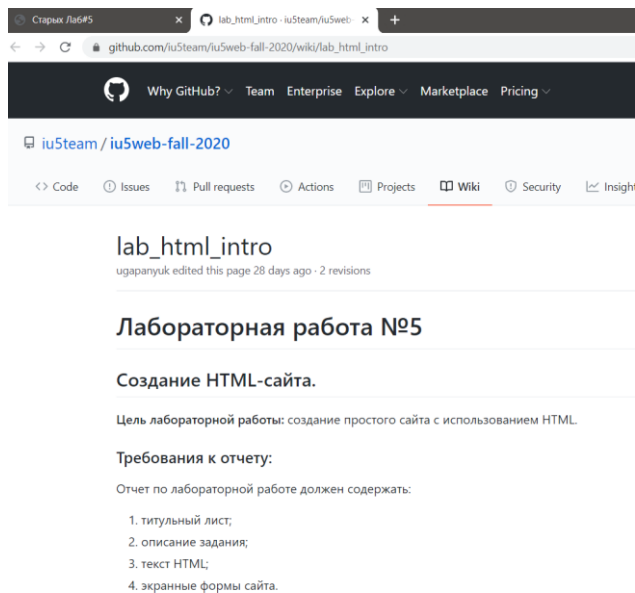 Старых Лаб#5
lab_html_intro · iu5team/iu5web-
github.com/iu5team/iu5web-fall-2020/wiki/lab_html_intro
Why GitHub? Team Enterprise Explore Marketplace Pricing
iu5team / iu5web-fall-2020
Code Issues Pull requests Actions Projects Wiki Security Insight
lab_html_intro
ugapanyuk edited this page 28 days ago · 2 revisions
Лабораторная работа №5
Создание HTML-сайта.
Цель лабораторной работы: создание простого сайта с использованием HTML.
Требования к отчету:
Отчет по лабораторной работе должен содержать:
1. титульный лист;
2. описание задания;
3. текст HTML;
4. экранные формы сайта.